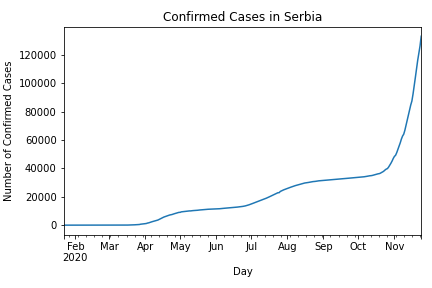 Confirmed Cases in Serbia
Number of Confirmed Cases
120000
100000
80000
60000
40000
20000
0
Feb Mar Apr May Jun Jul Aug Sep Oct Nov
2020
Day